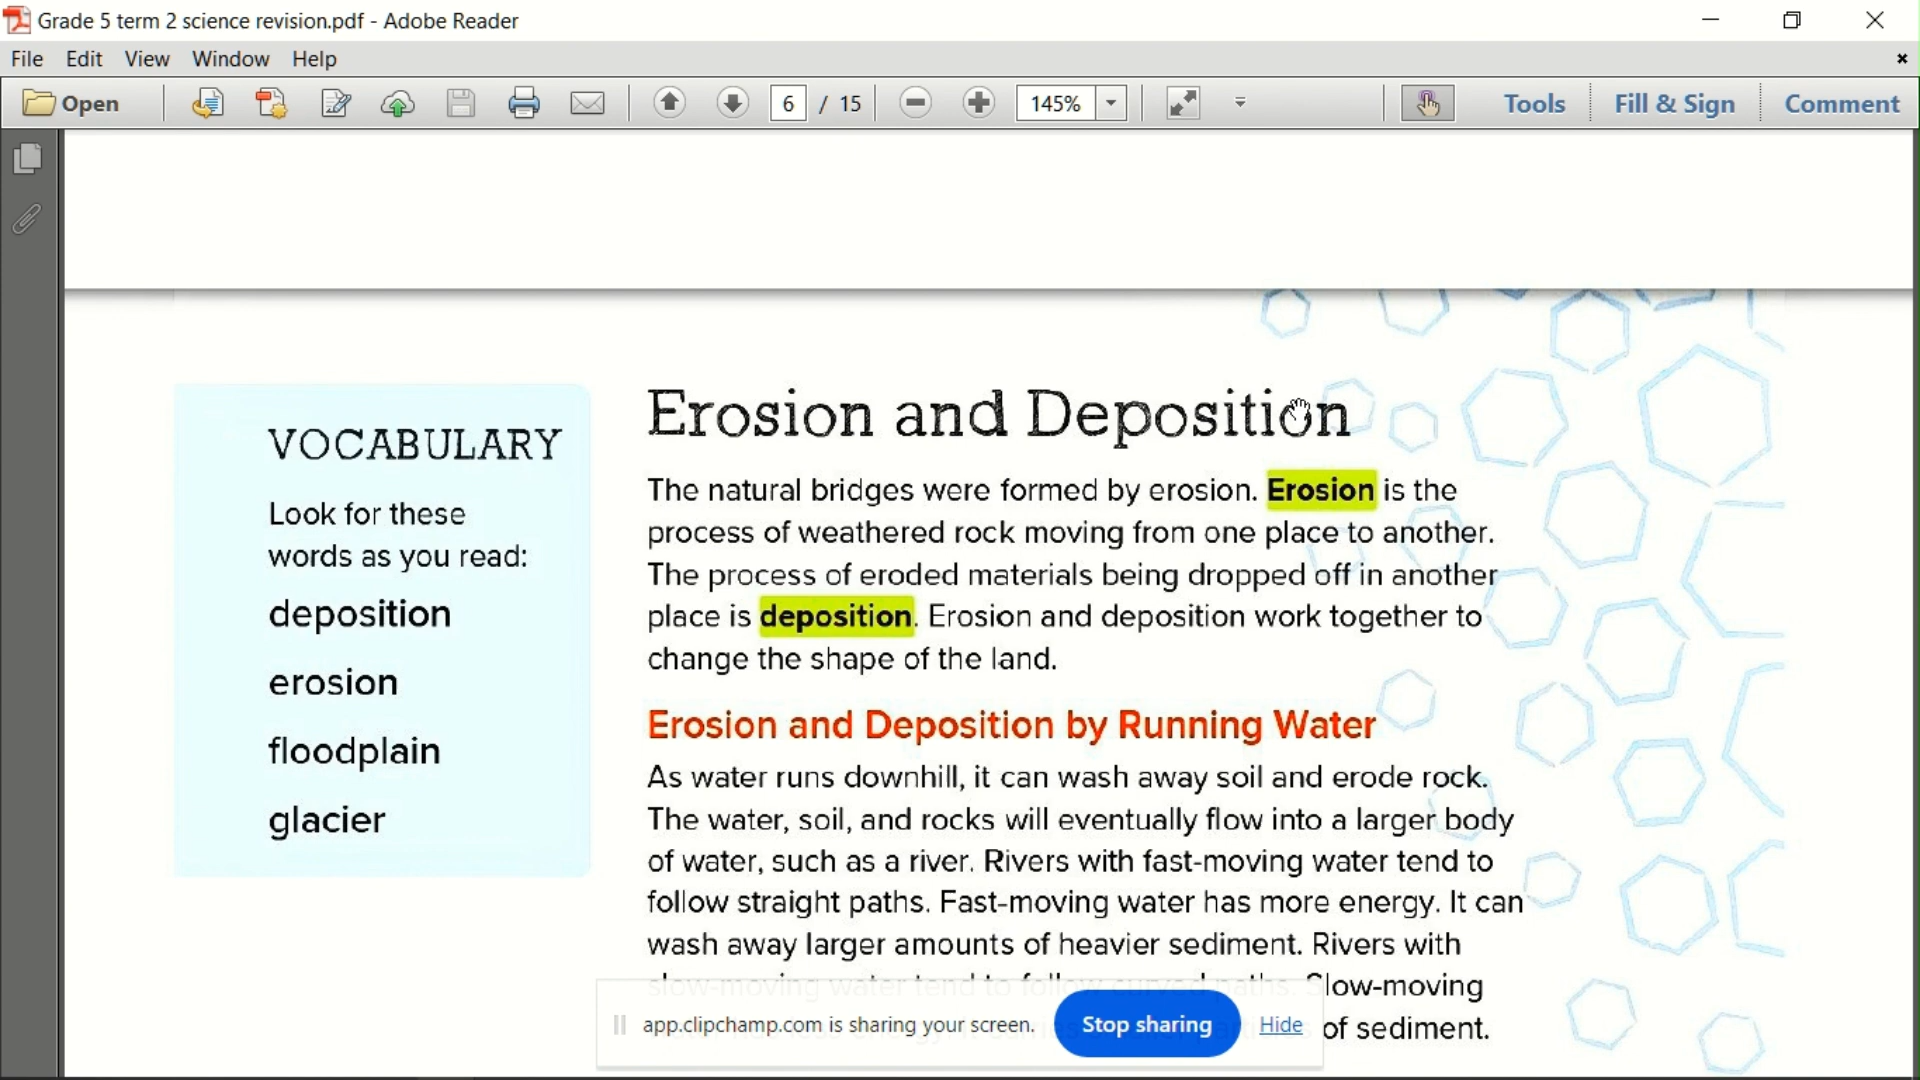 Grade 5 term 2 science revision.pdf - Adobe Reader
File Edit View Window Help
Open 6 / 15 145% Tools Fill & Sign Comment
VOCABULARY
Look for these
words as you read:
deposition
erosion
floodplain
glacier
Erosion and Deposition
The natural bridges were formed by erosion. Erosion is the
process of weathered rock moving from one place to another.
The process of eroded materials being dropped off in another
place is deposition. Erosion and deposition work together to
change the shape of the land.
Erosion and Deposition by Running Water
As water runs downhill, it can wash away soil and erode rock.
The water, soil, and rocks will eventually flow into a larger body
of water, such as a river. Rivers with fast-moving water tend to
follow straight paths. Fast-moving water has more energy. It can
wash away larger amounts of heavier sediment. Rivers with
slow-moving water tend to follow curved paths. Slow-moving
of sediment.
app.clipchamp.com is sharing your screen. Stop sharing Hide